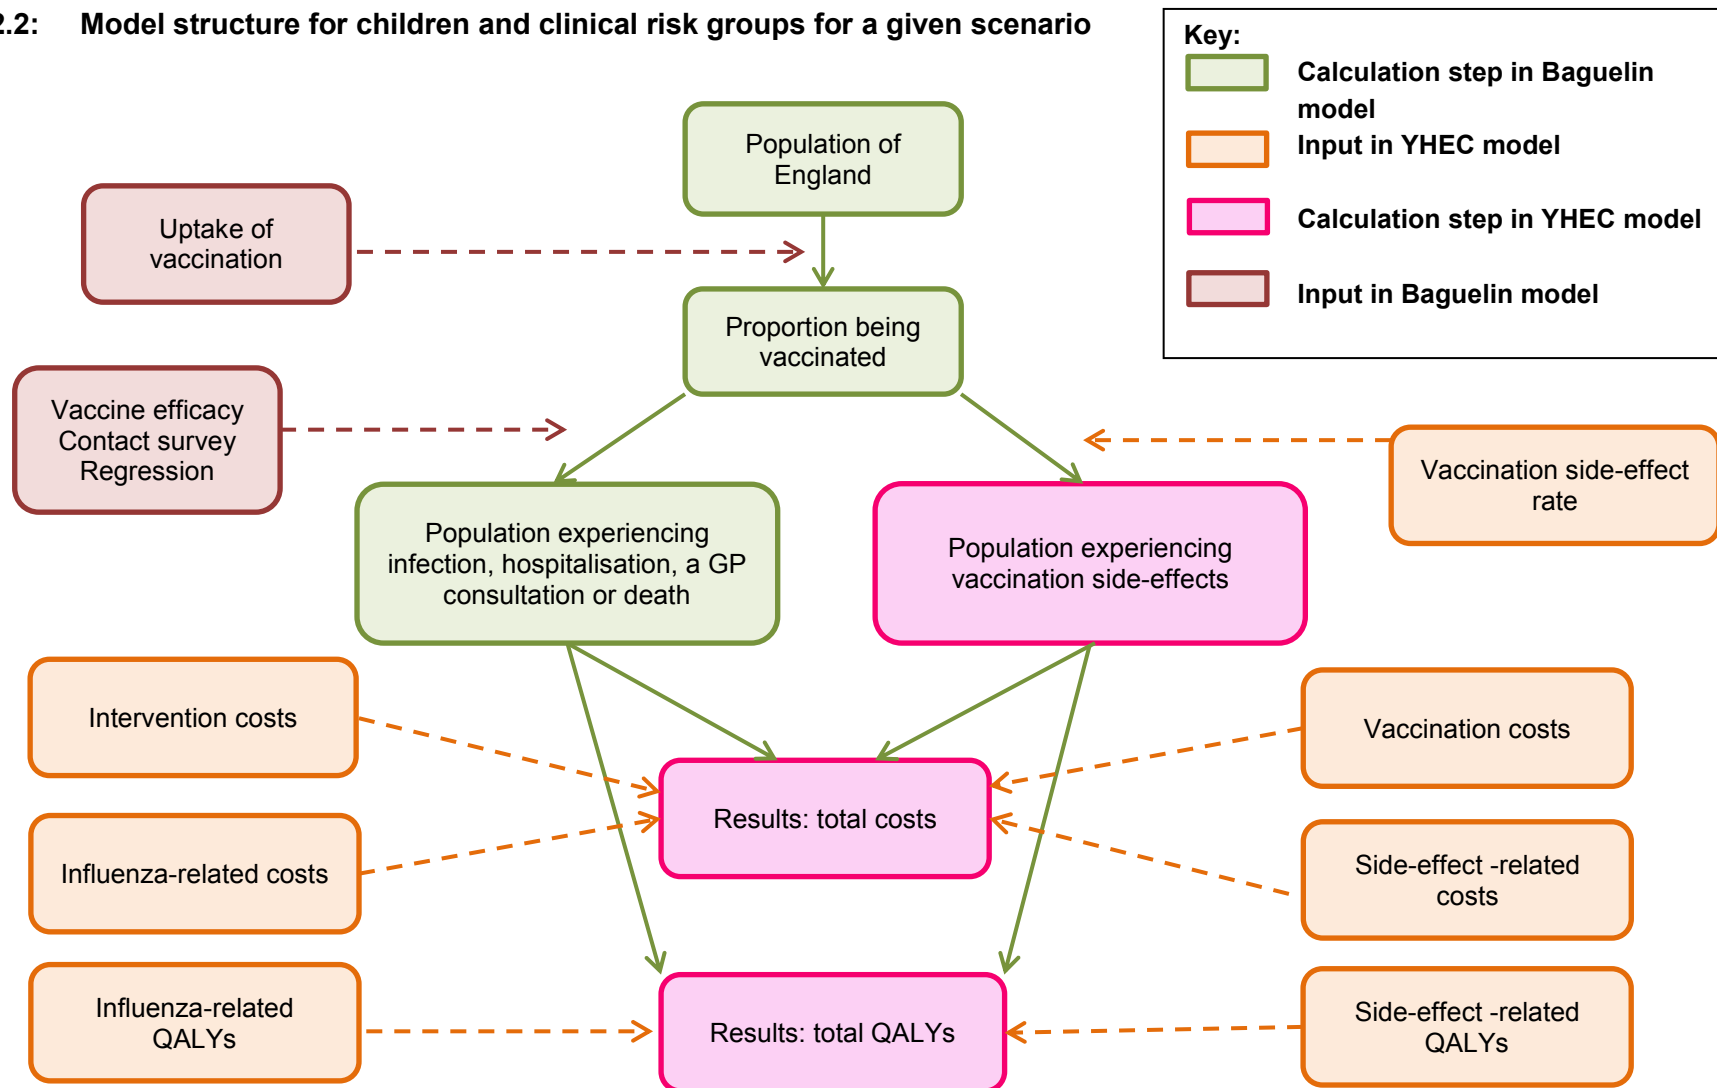 2.2: Model structure for children and clinical risk groups for a given scenario
Key:
Calculation step in Baguelin
model
Input in YHEC model
Calculation step in YHEC model
Input in Baguelin model
Population of
England
Uptake of
vaccination
Proportion being
vaccinated
Vaccine efficacy
Contact survey
Regression
Vaccination side-effect
rate
Population experiencing
infection, hospitalisation, a GP
consultation or death
Population experiencing
vaccination side-effects
Intervention costs
Vaccination costs
Results: total costs
Influenza-related costs
Side-effect -related
costs
Influenza-related
QALYs
Results: total QALYs
Side-effect -related
QALYs